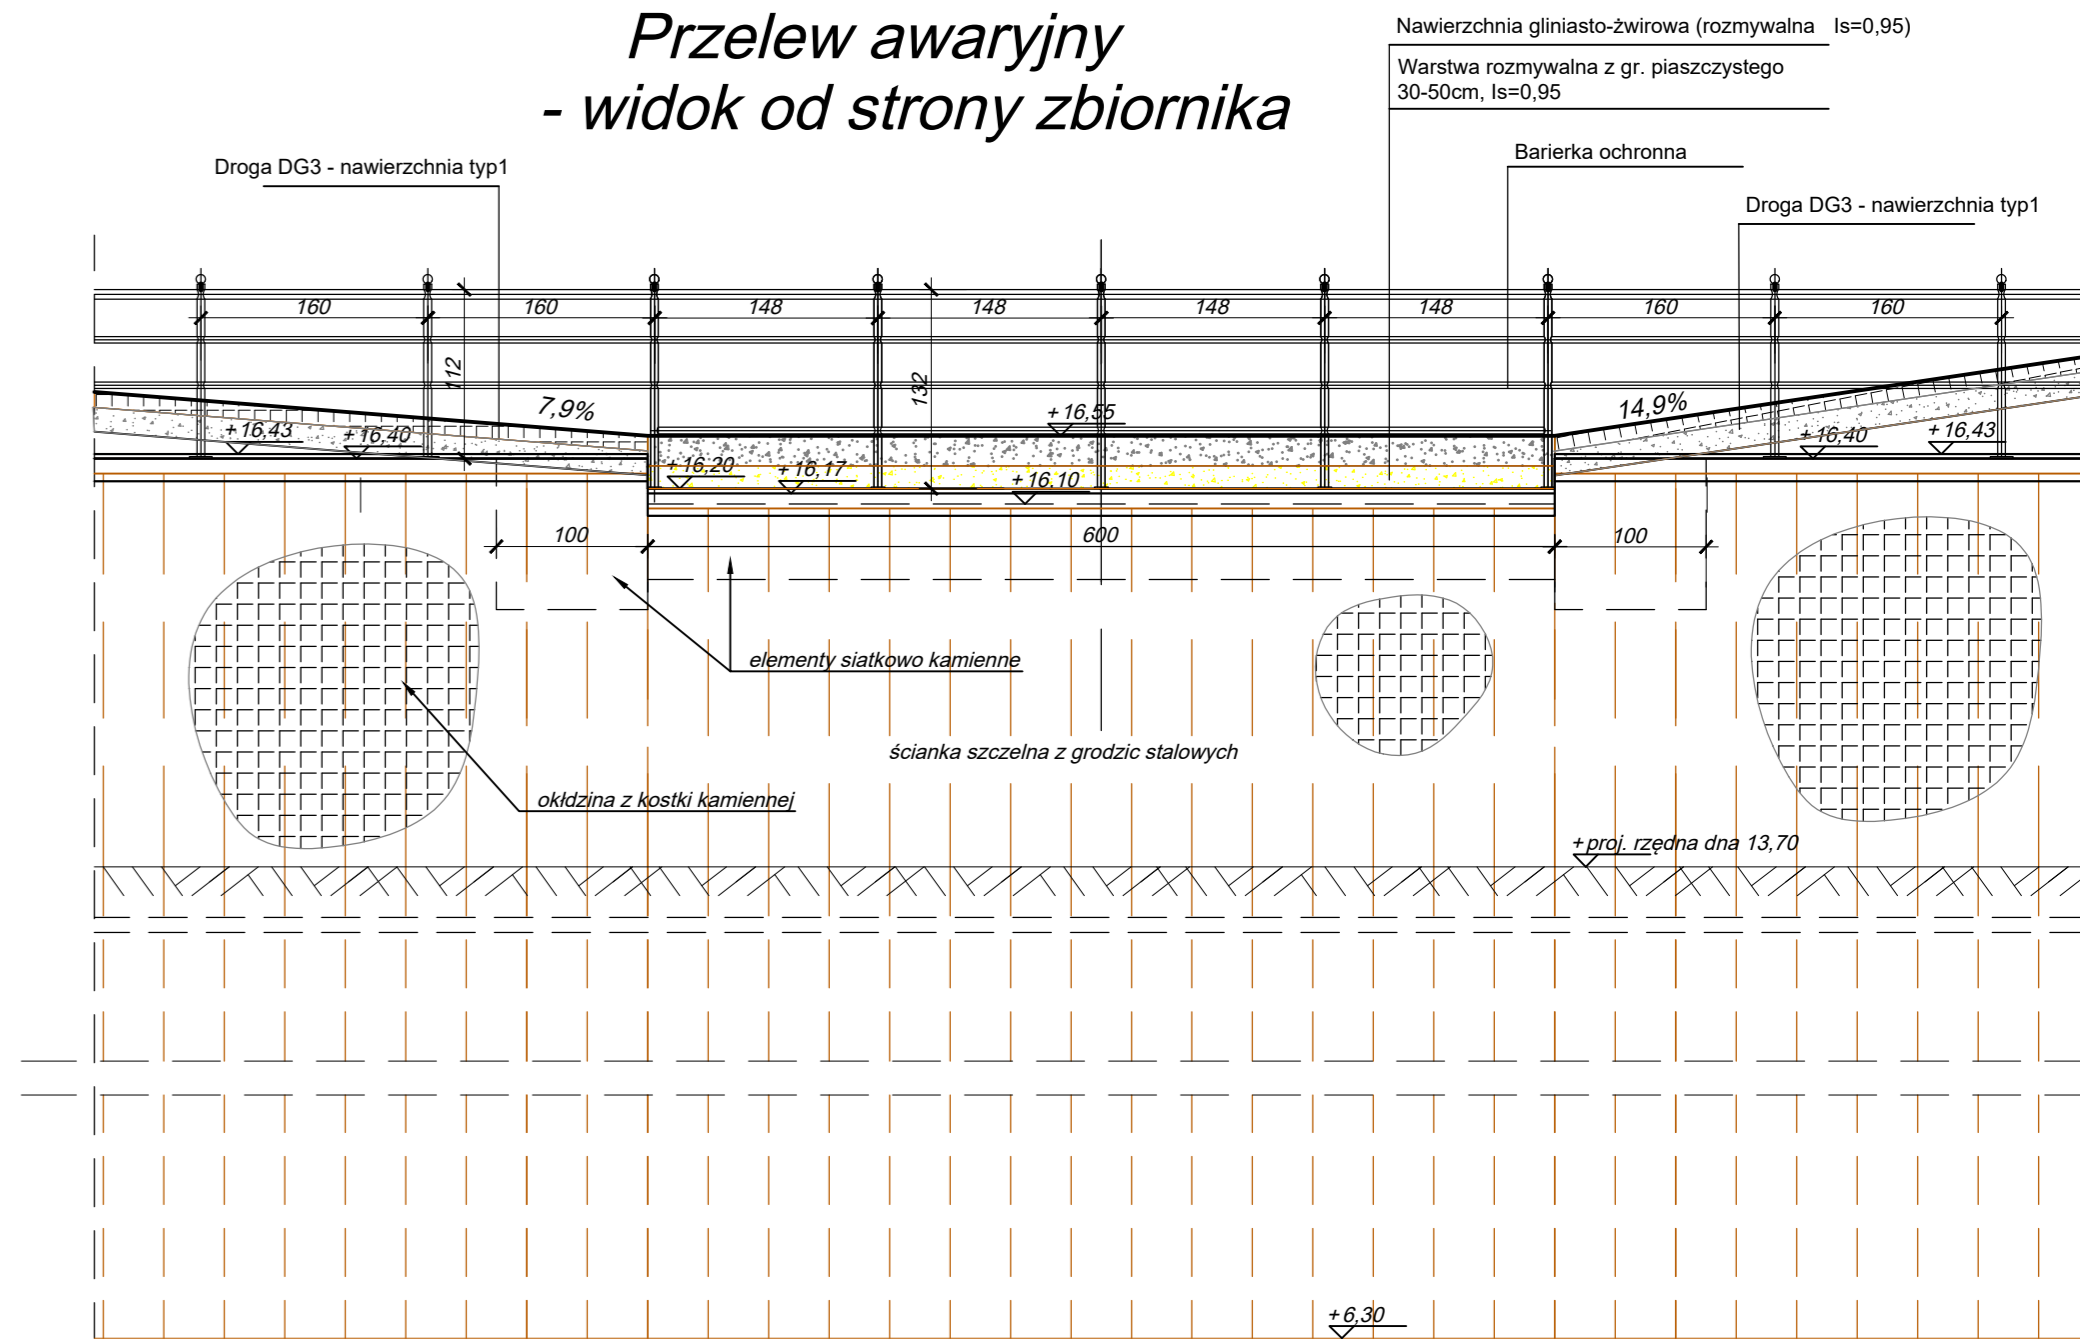 Przelew awaryjny
- widok od strony zbiornika
Nawierzchnia gliniasto-żwirowa (rozmywalna Is=0,95)
Warstwa rozmywalna z gr. piaszczystego
30-50cm, Is=0,95
Barierka ochronna
Droga DG3 - nawierzchnia typ1
Droga DG3 - nawierzchnia typ1
160 160 148 148 148 148 160 160
112
132
7,9%
14,9%
+16,55
+16,43
+16,40
+16,40
+16,43
+16,20
+16,17
+16.10
100
600
100
elementy siatkowo kamienne
ścianka szczelna z grodzic stalowych
okłdzina z kostki kamiennej
+proj. rzędna dna 13,70
+6,30